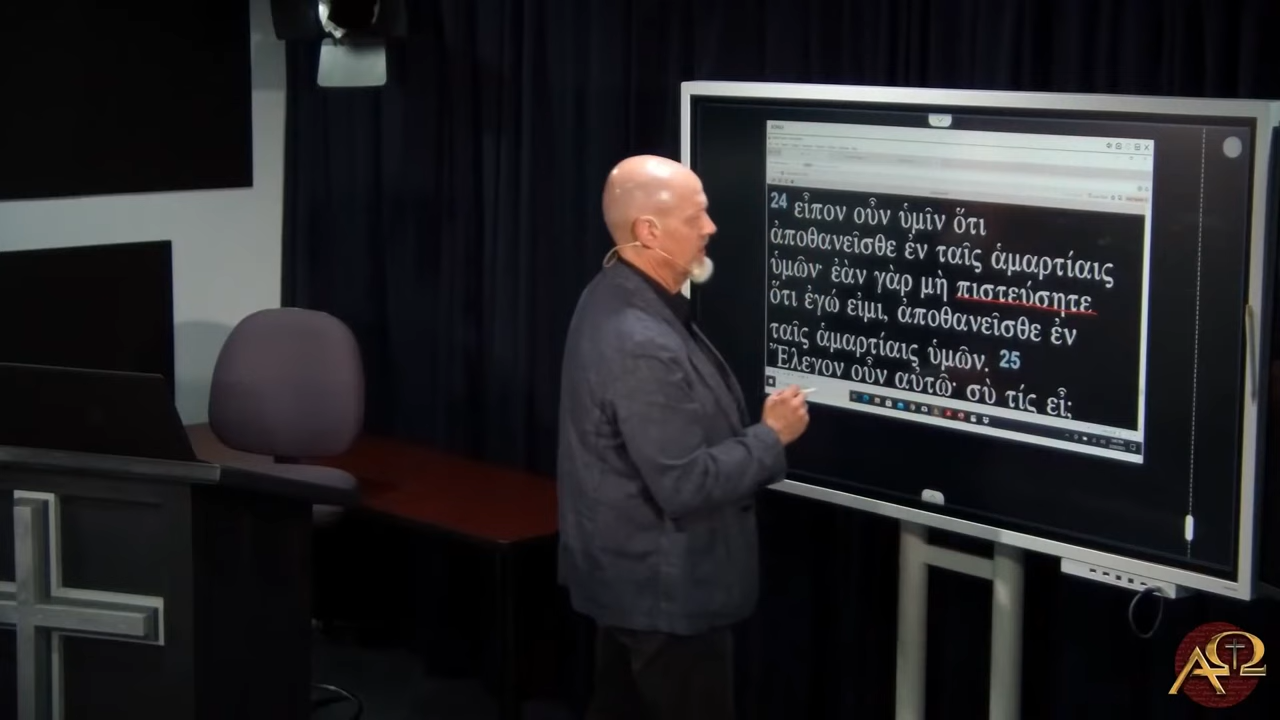 24 εἶπον οὖν ὑμῖν ὅτι
ἀποθανεῖσθε ἐν ταῖς ἁμαρτίαις
ὑμῶν· ἐὰν γὰρ μὴ πιστεύσητε
ὅτι ἐγώ εἰμι, ἀποθανεῖσθε ἐν
ταῖς ἁμαρτίαις ὑμῶν. 25
Ἔλεγον οὖν αὐτῷ· σὺ τίς εἶ;
ΑΩ